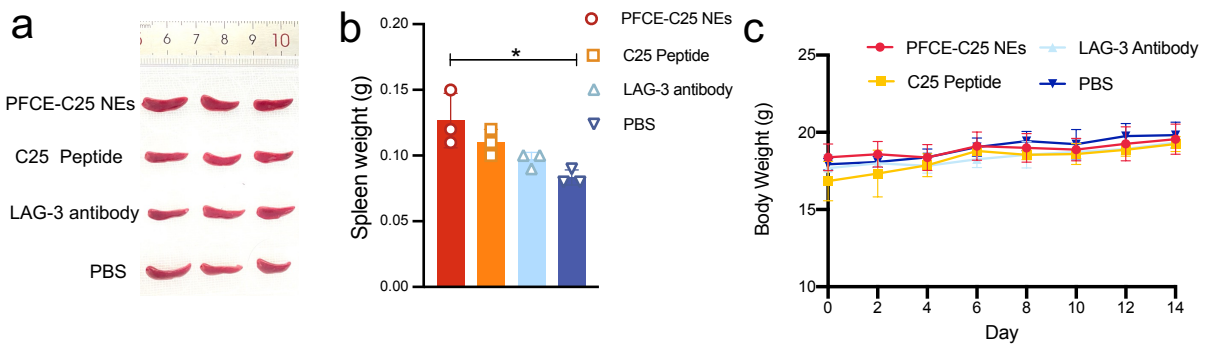 a
mm
5 6 7 8 9 10
PFCE-C25 NEs
C25 Peptide
LAG-3 antibody
PBS
b
Spleen weight (g)
0.20
0.15
0.10
0.05
0.00
*
PFCE-C25 NEs
C25 Peptide
LAG-3 antibody
PBS
c
Body Weight (g)
25
20
15
10
PFCE-C25 NEs
LAG-3 Antibody
C25 Peptide
PBS
0 2 4 6 8 10 12 14
Day